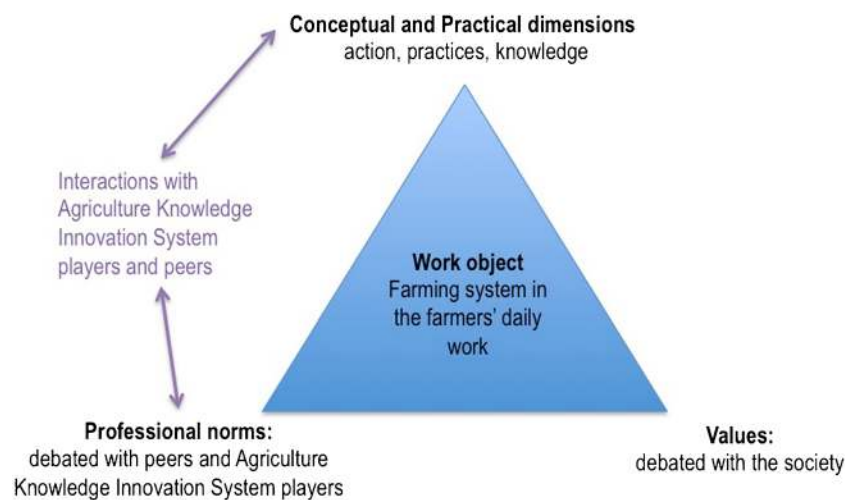 Conceptual and Practical dimensions
action, practices, knowledge
Interactions with
Agriculture Knowledge
Innovation System
players and peers
Work object
Farming system in
the farmers’ daily
work
Professional norms:
debated with peers and Agriculture
Knowledge Innovation System players
Values:
debated with the society